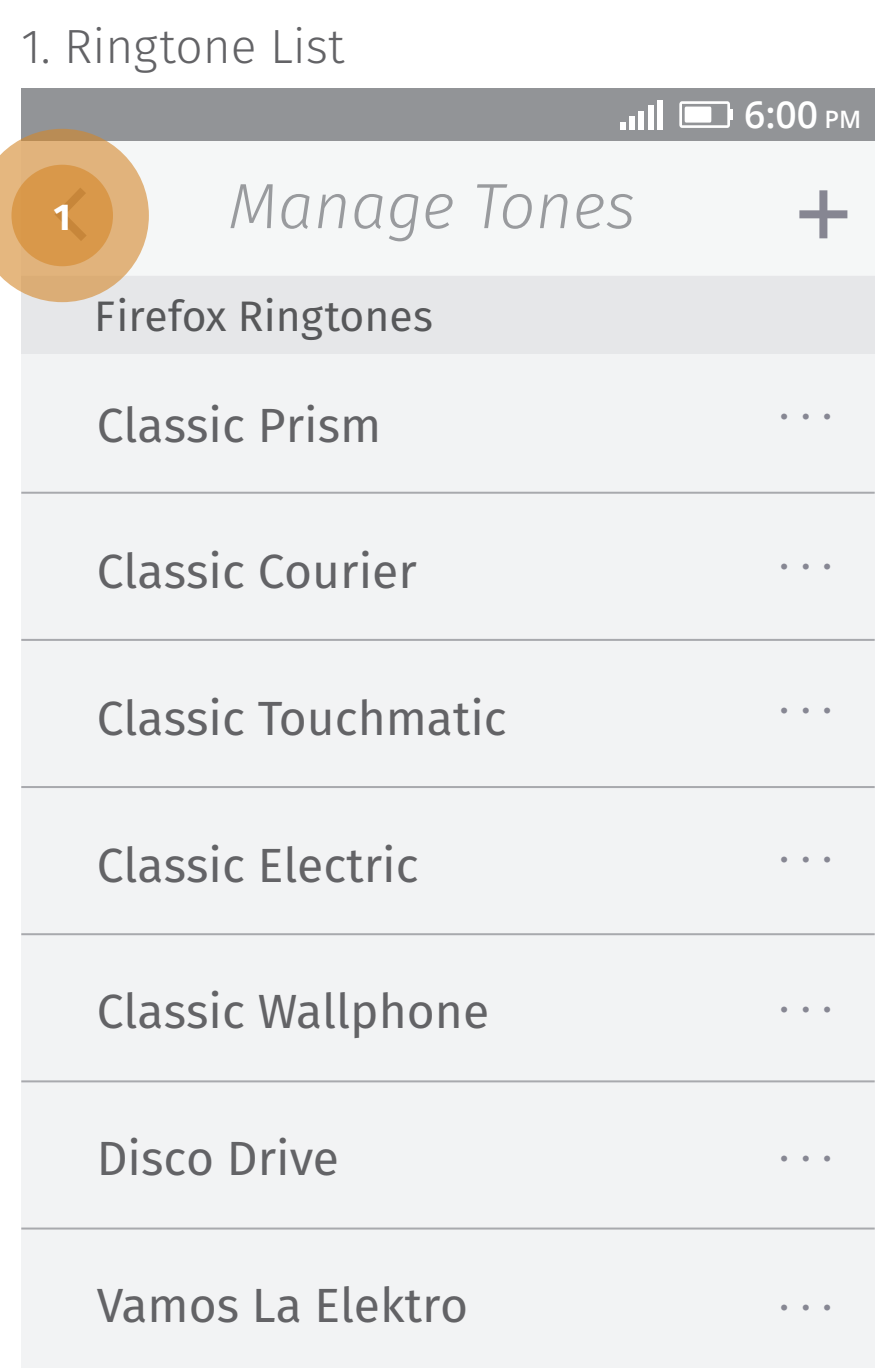 1. Ringtone List
6:00 PM
1
Manage Tones
Firefox Ringtones
Classic Prism
Classic Courier
Classic Touchmatic
Classic Electric
Classic Wallphone
Disco Drive
Vamos La Elektro